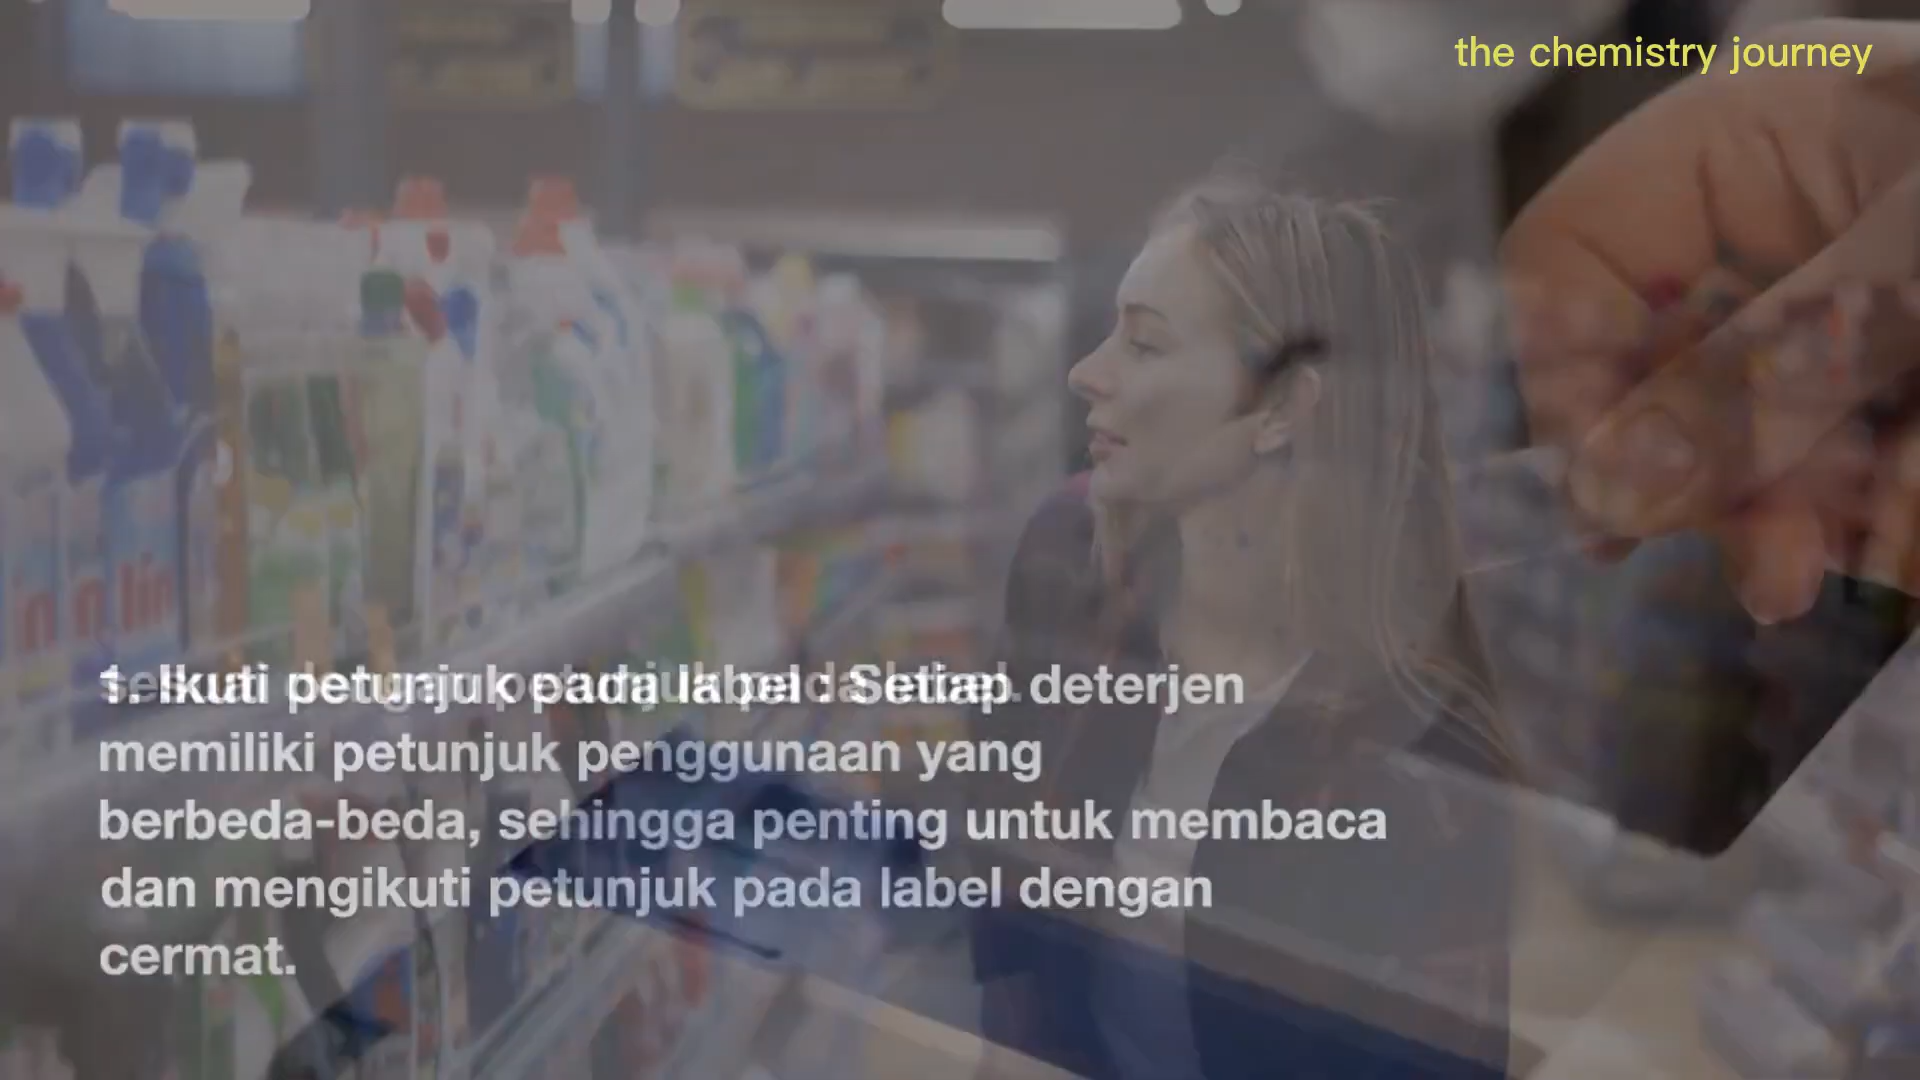 the chemistry journey
1. Ikuti petunjuk pada label : Setiap deterjen
memiliki petunjuk penggunaan yang
berbeda-beda, sehingga penting untuk membaca
dan mengikuti petunjuk pada label dengan
cermat.